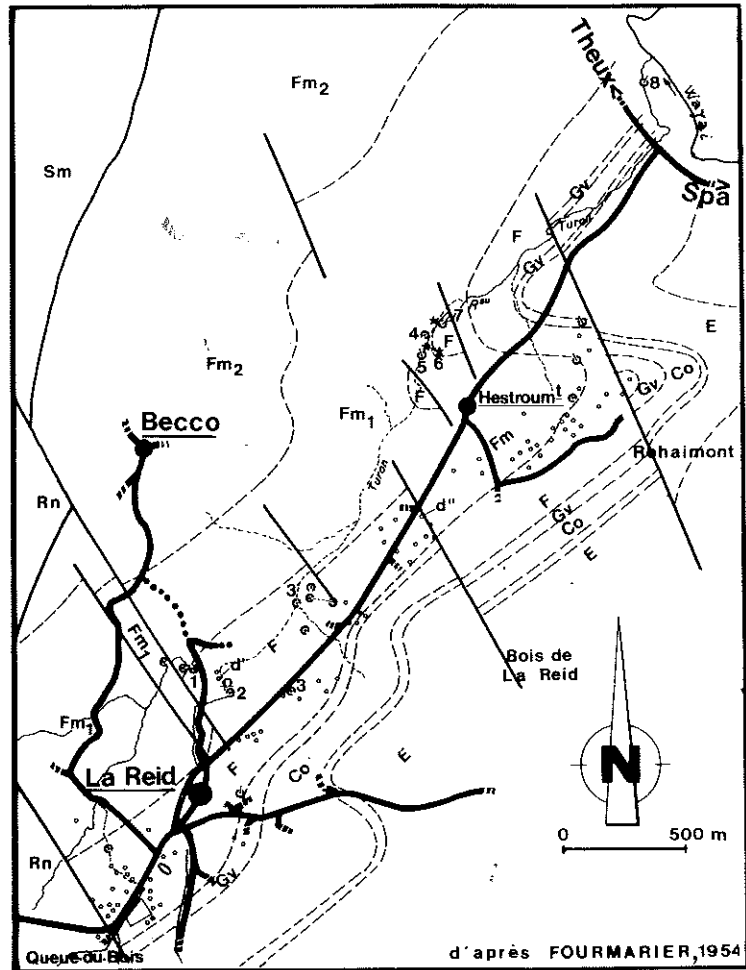 Theux
Wayai
8
Fm2
Sm
Spa
Gv
Turon
F
Gv
E
4
7
F
6
5
Fm2
Fm1
F
Hestroumt
Gv
Co
Becco
Fm
Rohaimont
Turon
d"
Rn
F
Gv
Co
E
3
Fm1
F
Bois de
La Reid
d'
1
2
3
Fm1
E
N
La Reid
F
Co
0 500 m
Rn
Gv
Queue-du-Bois
d'après FOURMARIER,1954